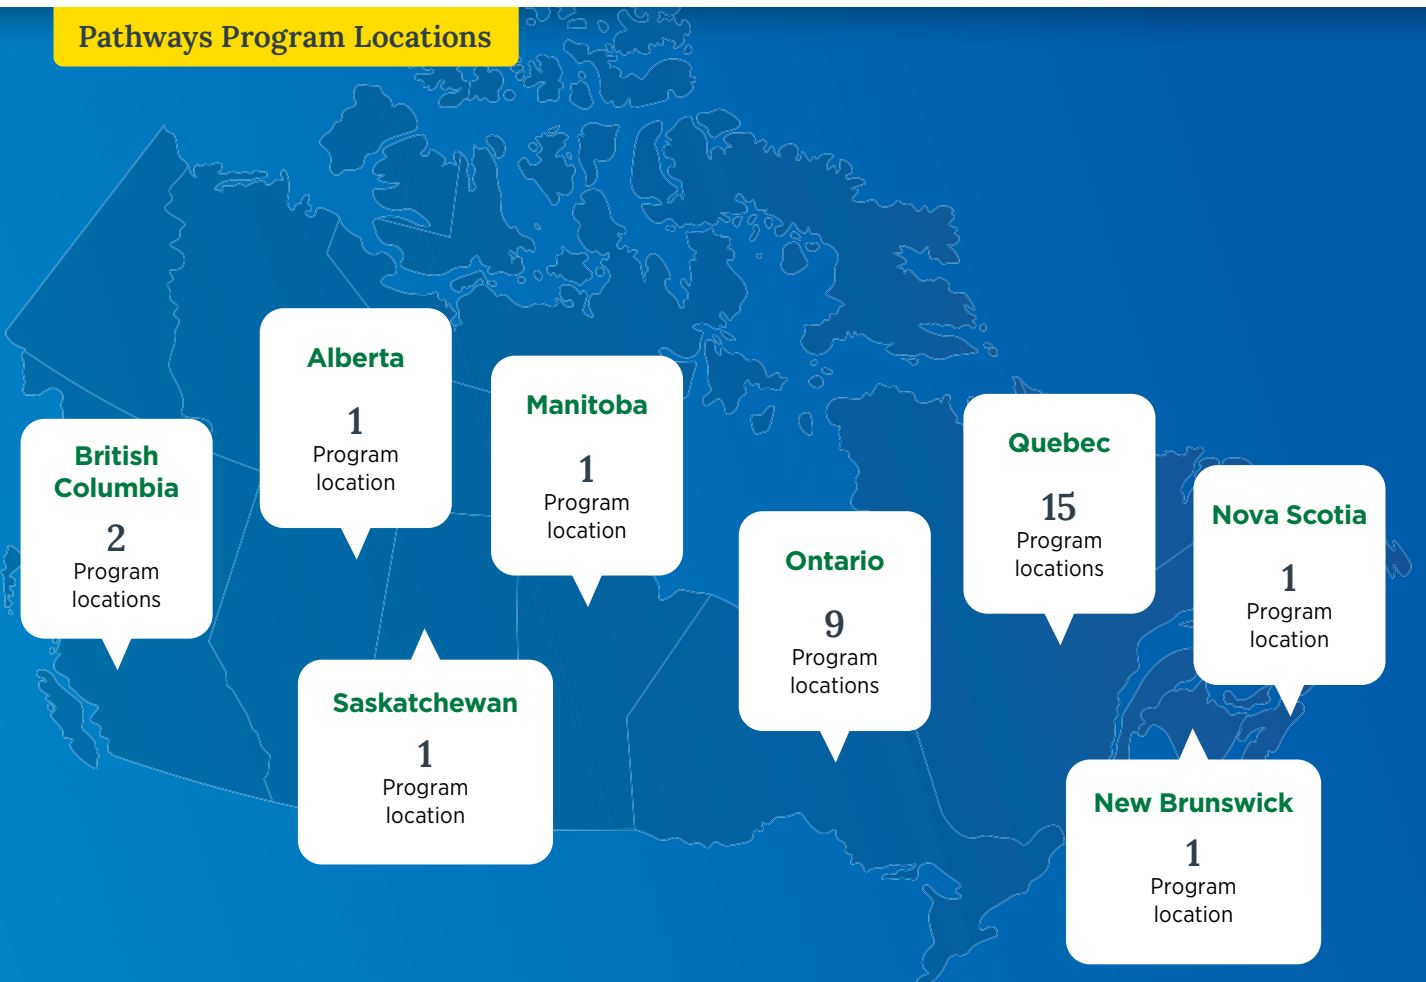 Pathways Program Locations
Alberta
1
Program
location
Manitoba
1
Program
location
British
Columbia
2
Program
locations
Quebec
15
Program
locations
Nova Scotia
1
Program
location
Ontario
9
Program
locations
Saskatchewan
1
Program
location
New Brunswick
1
Program
location